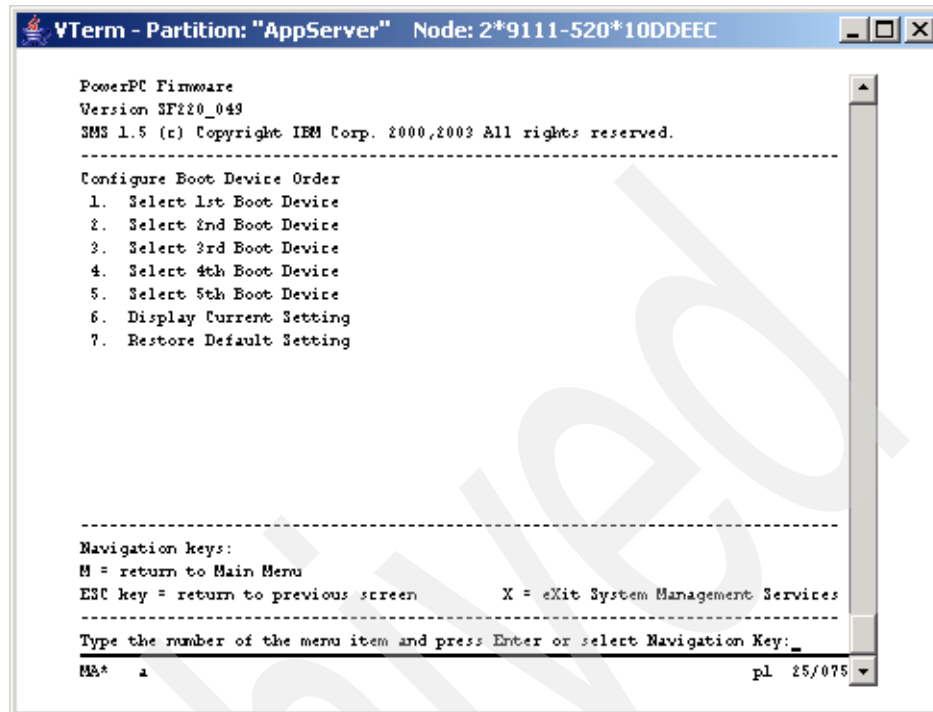 VTerm - Partition: "AppServer" Node: 2*9111-520*10DDEEC
PowerPC Firmware
Version SF220_049
SMS 1.5 (c) Copyright IBM Corp. 2000,2003 All rights reserved.
--------------------------------------------------------------------------------
Configure Boot Device Order
1. Select 1st Boot Device
2. Select 2nd Boot Device
3. Select 3rd Boot Device
4. Select 4th Boot Device
5. Select 5th Boot Device
6. Display Current Setting
7. Restore Default Setting
--------------------------------------------------------------------------------
Navigation keys:
M = return to Main Menu
ESC key = return to previous screen X = eXit System Management Services
--------------------------------------------------------------------------------
Type the number of the menu item and press Enter or select Navigation Key:_
MA* a pl 25/075